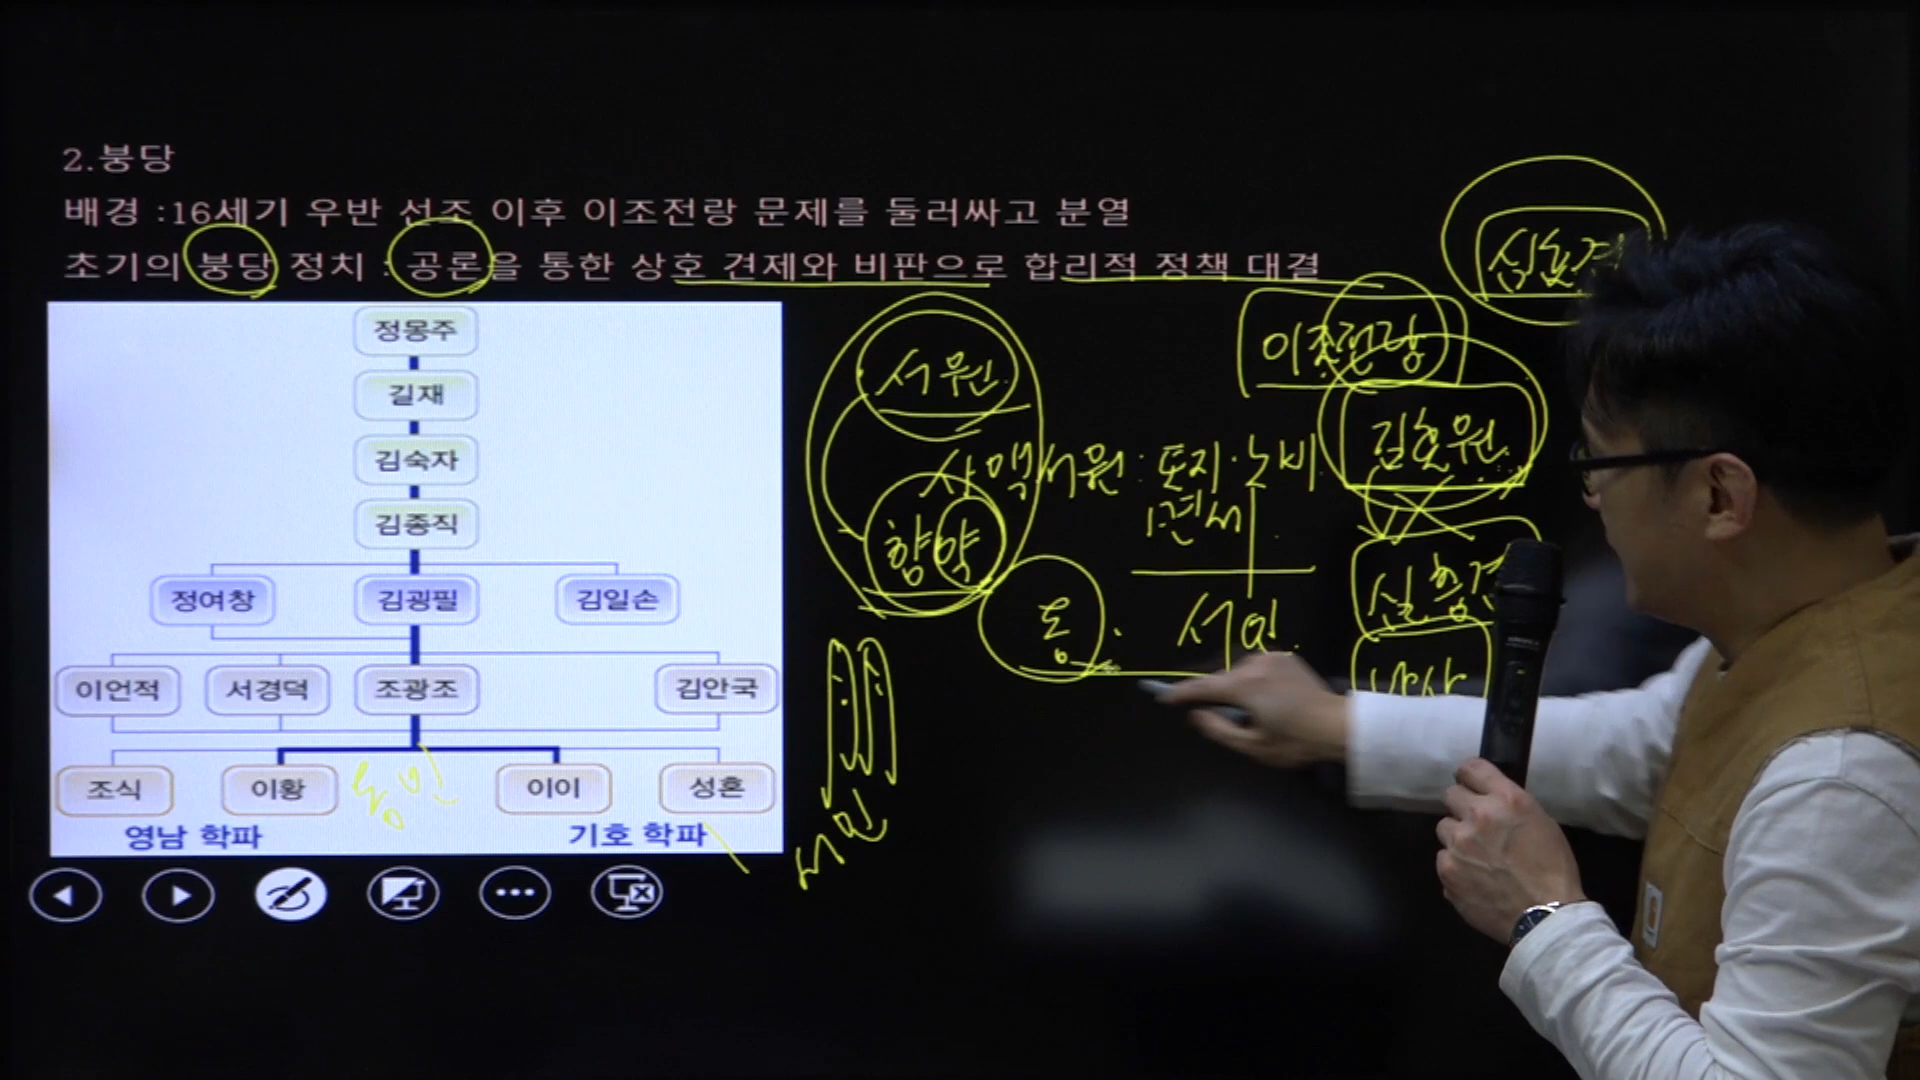 2.붕당
배경 :16세기 우반 선조 이후 이조전랑 문제를 둘러싸고 분열
초기의 붕당 정치 : 공론을 통한 상호 견제와 비판으로 합리적 정책 대결
정몽주
길재
김숙자
김종직
정여창 김굉필 김일손
이언적 서경덕 조광조 김안국
조식 이황 이이 성혼
영남 학파 기호 학파
동인
서인
서원
향약
사액서원 : 토지·노비
면세
동 · 서인
이조전랑
김효원
심충겸